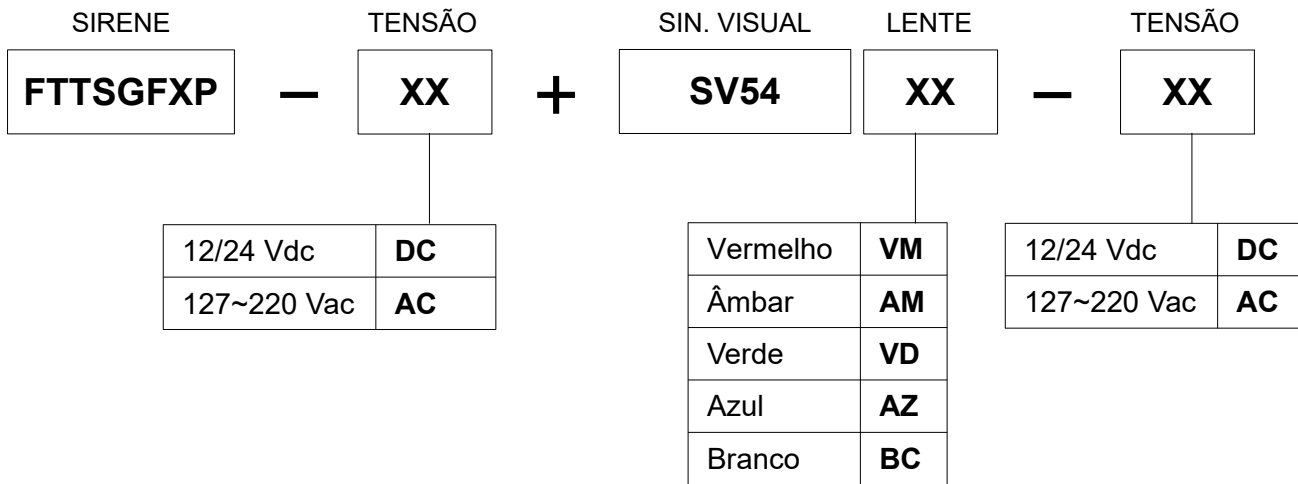 SIRENE TENSÃO SIN. VISUAL LENTE TENSÃO
FTTSGFXP – XX + SV54 XX – XX
12/24 Vdc DC Vermelho VM 12/24 Vdc DC
127~220 Vac AC Âmbar AM 127~220 Vac AC
Verde VD
Azul AZ
Branco BC